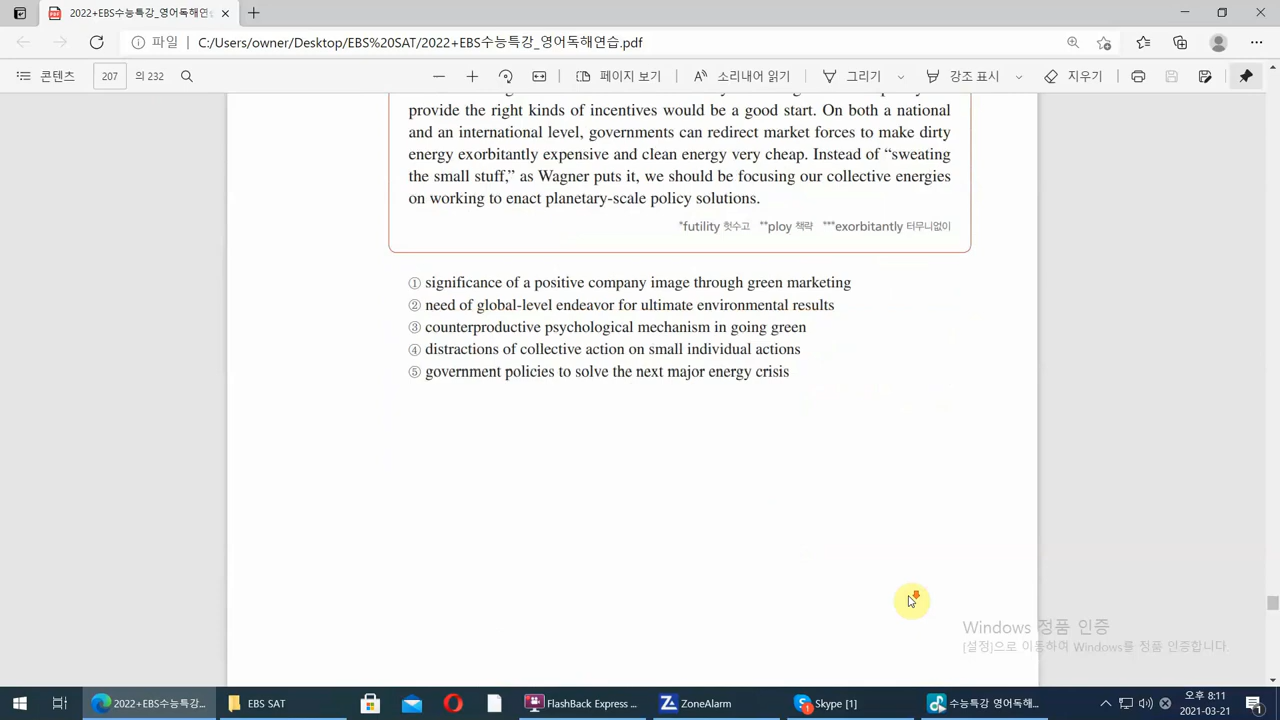 2022+EBS수능특강_영어독해연습
파일 C:/Users/owner/Desktop/EBS%20SAT/2022+EBS수능특강_영어독해연습.pdf
콘텐츠 207 의 232 페이지 보기 소리내어 읽기 그리기 강조 표시 지우기
provide the right kinds of incentives would be a good start. On both a national
and an international level, governments can redirect market forces to make dirty
energy exorbitantly expensive and clean energy very cheap. Instead of “sweating
the small stuff,” as Wagner puts it, we should be focusing our collective energies
on working to enact planetary-scale policy solutions.
*futility 헛수고 **ploy 책략 ***exorbitantly 터무니없이
① significance of a positive company image through green marketing
② need of global-level endeavor for ultimate environmental results
③ counterproductive psychological mechanism in going green
④ distractions of collective action on small individual actions
⑤ government policies to solve the next major energy crisis
Windows 정품 인증
[설정]으로 이동하여 Windows를 정품 인증합니다.
2022+EBS수능특강_... EBS SAT FlashBack Express ... ZoneAlarm Skype [1] 수능특강 영어독해... 오후 8:11
2021-03-21